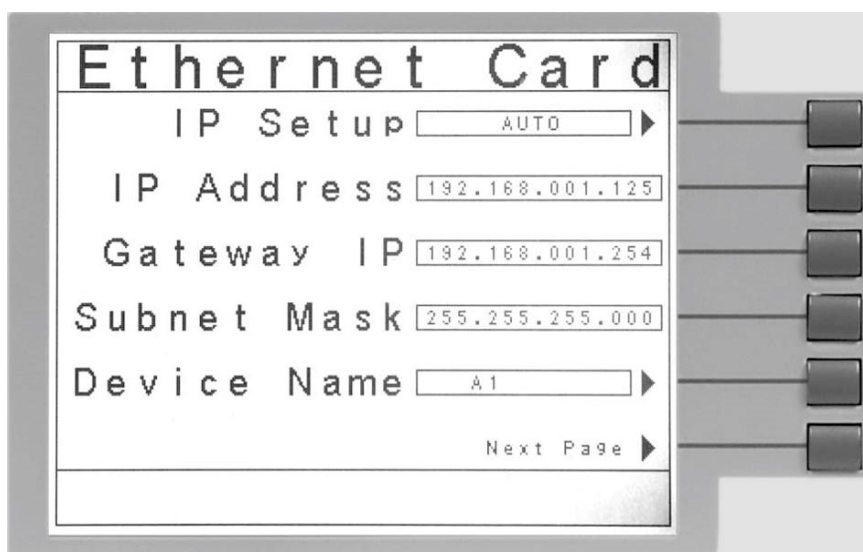 Ethernet Card
IP Setup AUTO
IP Address 192.168.001.125
Gateway IP 192.168.001.254
Subnet Mask 255.255.255.000
Device Name A1
Next Page